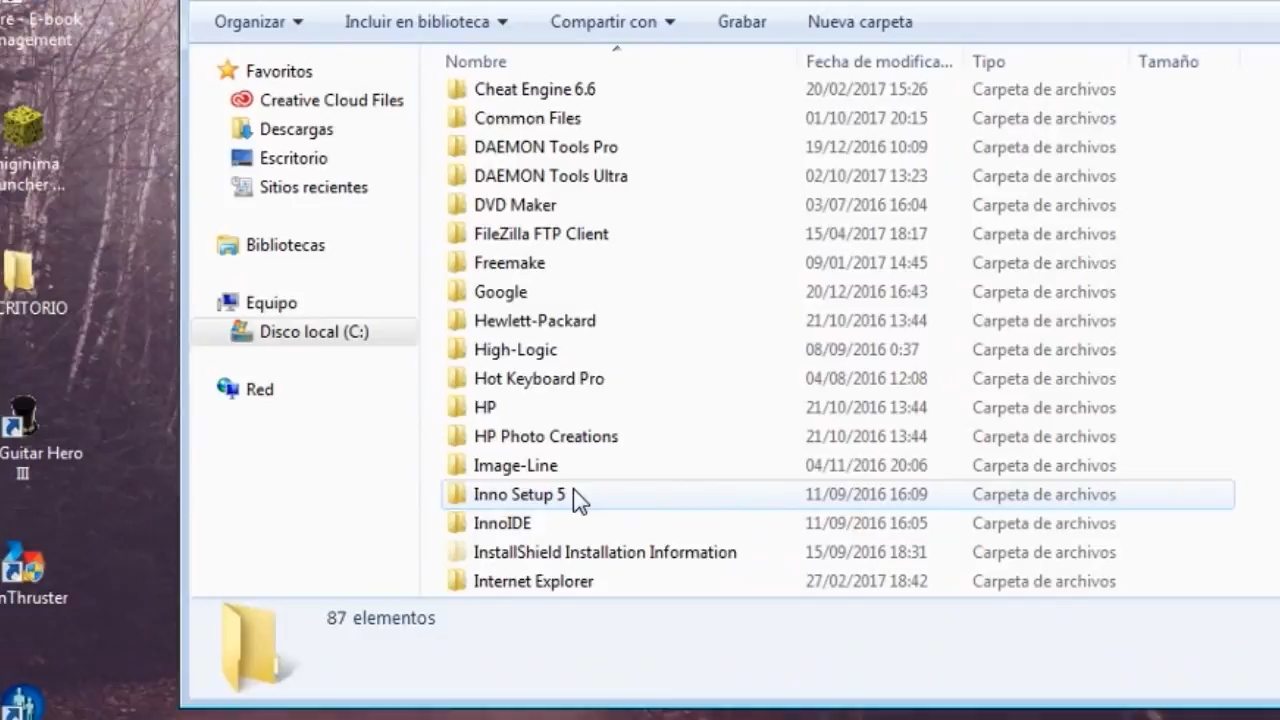 re - E-book
nagement
niginima
uncher ...
CRITORIO
Guitar Hero
III
nThruster
Organizar
Incluir en biblioteca
Compartir con
Grabar
Nueva carpeta
Favoritos
Creative Cloud Files
Descargas
Escritorio
Sitios recientes
Bibliotecas
Equipo
Disco local (C:)
Red
Nombre Fecha de modifica... Tipo Tamaño
Cheat Engine 6.6 20/02/2017 15:26 Carpeta de archivos
Common Files 01/10/2017 20:15 Carpeta de archivos
DAEMON Tools Pro 19/12/2016 10:09 Carpeta de archivos
DAEMON Tools Ultra 02/10/2017 13:23 Carpeta de archivos
DVD Maker 03/07/2016 16:04 Carpeta de archivos
FileZilla FTP Client 15/04/2017 18:17 Carpeta de archivos
Freemake 09/01/2017 14:45 Carpeta de archivos
Google 20/12/2016 16:43 Carpeta de archivos
Hewlett-Packard 21/10/2016 13:44 Carpeta de archivos
High-Logic 08/09/2016 0:37 Carpeta de archivos
Hot Keyboard Pro 04/08/2016 12:08 Carpeta de archivos
HP 21/10/2016 13:44 Carpeta de archivos
HP Photo Creations 21/10/2016 13:44 Carpeta de archivos
Image-Line 04/11/2016 20:06 Carpeta de archivos
Inno Setup 5 11/09/2016 16:09 Carpeta de archivos
InnoIDE 11/09/2016 16:05 Carpeta de archivos
InstallShield Installation Information 15/09/2016 18:31 Carpeta de archivos
Internet Explorer 27/02/2017 18:42 Carpeta de archivos
87 elementos